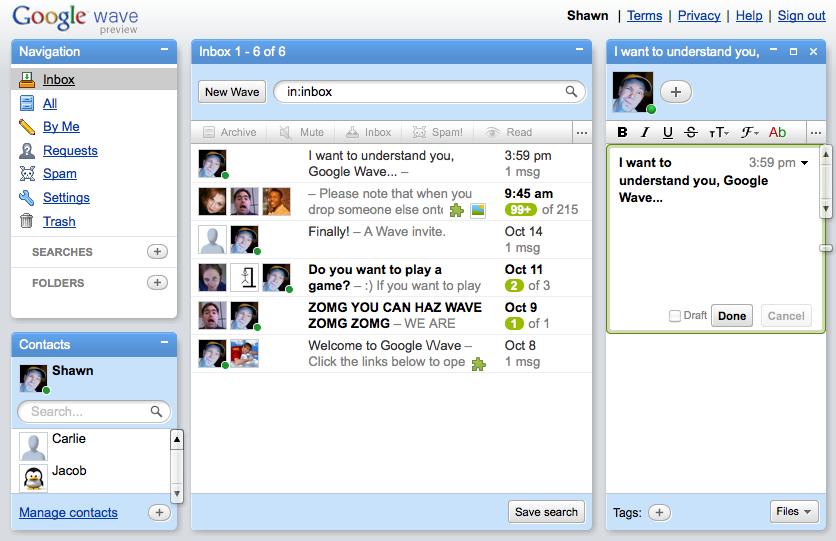 Google wave
preview
Shawn | Terms | Privacy | Help | Sign out
Navigation
Inbox
All
By Me
Requests
Spam
Settings
Trash
SEARCHES
FOLDERS
Contacts
Shawn
Search...
Carlie
Jacob
Manage contacts
Inbox 1 - 6 of 6
New Wave
in:inbox
Archive Mute Inbox Spam! Read
I want to understand you, 3:59 pm
Google Wave... – 1 msg
– Please note that when you 9:45 am
drop someone else onto 99+ of 215
Finally! – A Wave invite. Oct 14
1 msg
Do you want to play a Oct 11
game? – :) If you want to play 2 of 3
ZOMG YOU CAN HAZ WAVE Oct 9
ZOMG ZOMG – WE ARE 1 of 1
Welcome to Google Wave – Oct 8
Click the links below to ope 1 msg
Save search
I want to understand you,
B I U S TT F Ab
I want to 3:59 pm
understand you, Google
Wave...
Draft Done Cancel
Tags: Files